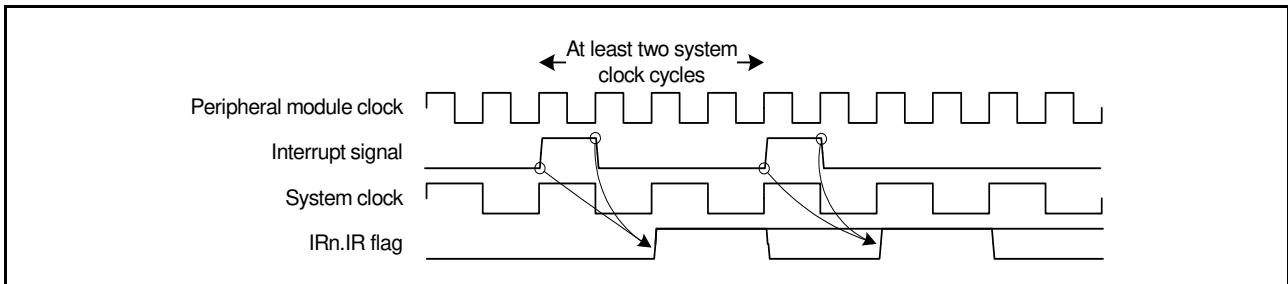 At least two system
clock cycles
Peripheral module clock
Interrupt signal
System clock
IRn.IR flag